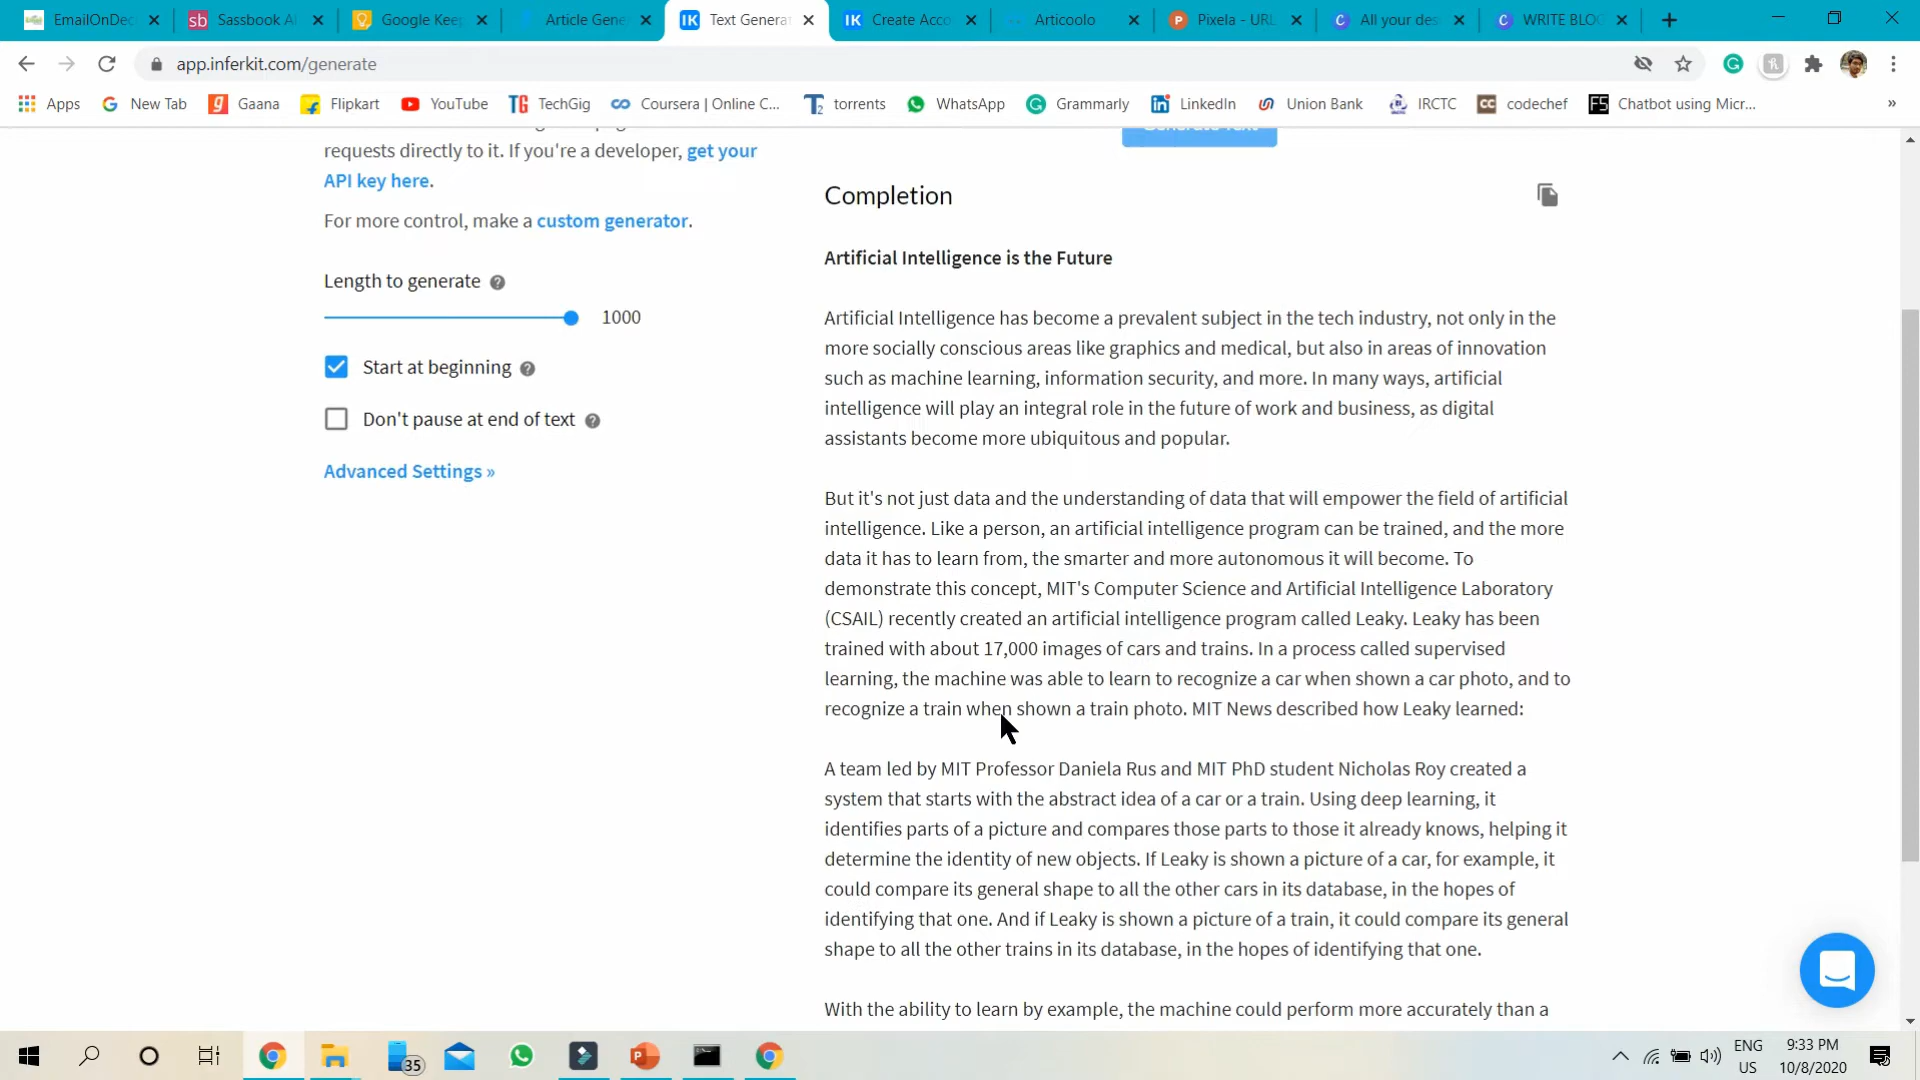 EmailOnDec
Sassbook AI
Google Keep
Article Gene
Text Generat
Create Acco
Articoolo
Pixela - URL
All your des
WRITE BLOG
app.inferkit.com/generate
Apps
New Tab
Gaana
Flipkart
YouTube
TechGig
Coursera | Online C...
torrents
WhatsApp
Grammarly
LinkedIn
Union Bank
IRCTC
codechef
Chatbot using Micr...
»
requests directly to it. If you're a developer, get your
API key here.
For more control, make a custom generator.
Length to generate
1000
Start at beginning
Don't pause at end of text
Advanced Settings »
Completion
Artificial Intelligence is the Future
Artificial Intelligence has become a prevalent subject in the tech industry, not only in the
more socially conscious areas like graphics and medical, but also in areas of innovation
such as machine learning, information security, and more. In many ways, artificial
intelligence will play an integral role in the future of work and business, as digital
assistants become more ubiquitous and popular.
But it's not just data and the understanding of data that will empower the field of artificial
intelligence. Like a person, an artificial intelligence program can be trained, and the more
data it has to learn from, the smarter and more autonomous it will become. To
demonstrate this concept, MIT's Computer Science and Artificial Intelligence Laboratory
(CSAIL) recently created an artificial intelligence program called Leaky. Leaky has been
trained with about 17,000 images of cars and trains. In a process called supervised
learning, the machine was able to learn to recognize a car when shown a car photo, and to
recognize a train when shown a train photo. MIT News described how Leaky learned:
A team led by MIT Professor Daniela Rus and MIT PhD student Nicholas Roy created a
system that starts with the abstract idea of a car or a train. Using deep learning, it
identifies parts of a picture and compares those parts to those it already knows, helping it
determine the identity of new objects. If Leaky is shown a picture of a car, for example, it
could compare its general shape to all the other cars in its database, in the hopes of
identifying that one. And if Leaky is shown a picture of a train, it could compare its general
shape to all the other trains in its database, in the hopes of identifying that one.
With the ability to learn by example, the machine could perform more accurately than a
35
ENG
US
9:33 PM
10/8/2020